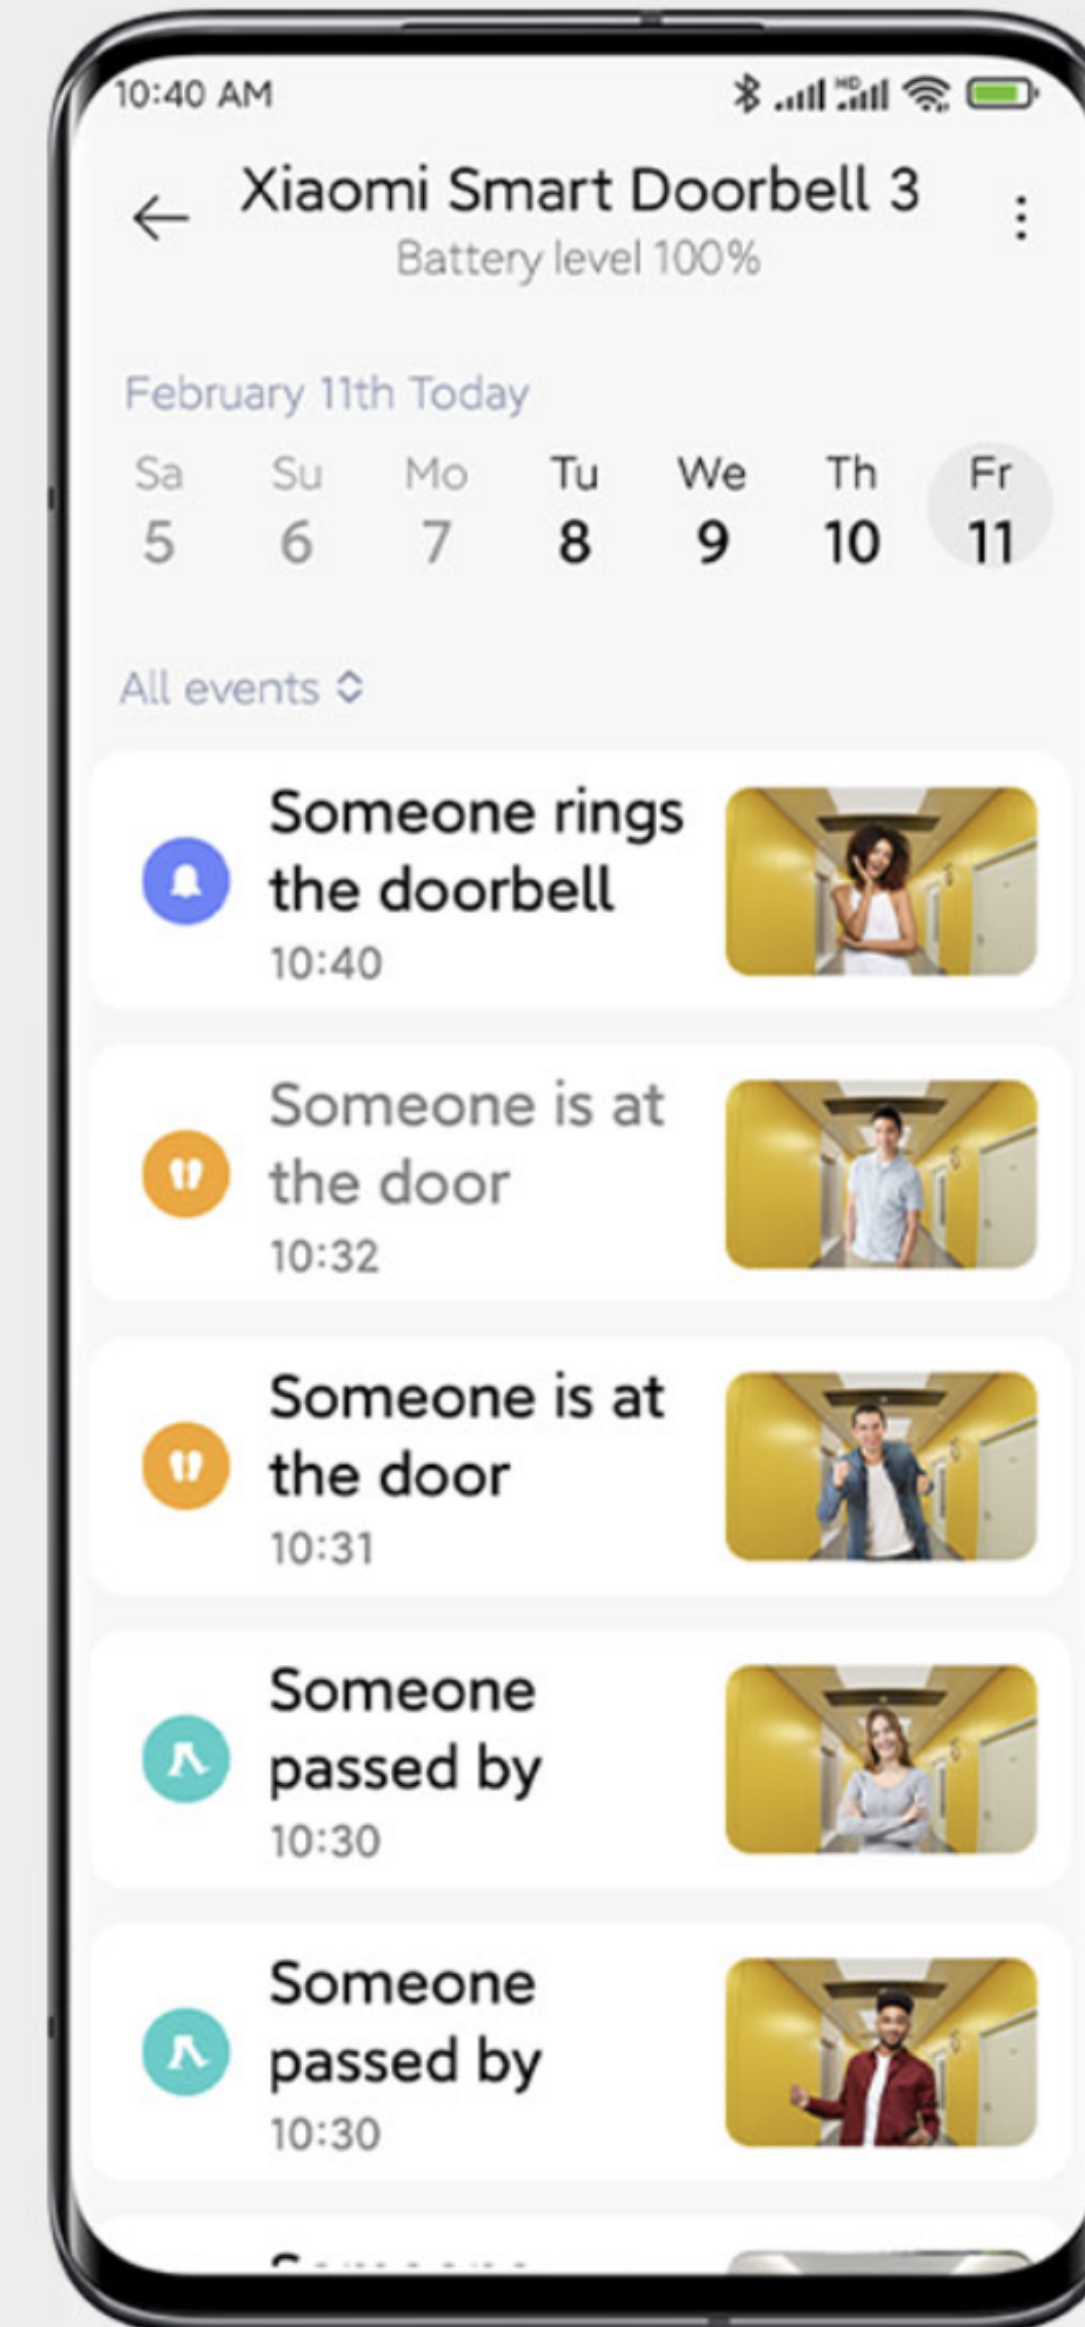 10:40 AM
HD
Xiaomi Smart Doorbell 3
Battery level 100%
February 11th Today
Sa Su Mo Tu We Th Fr
5 6 7 8 9 10 11
All events
Someone rings
the doorbell
10:40
Someone is at
the door
10:32
Someone is at
the door
10:31
Someone
passed by
10:30
Someone
passed by
10:30